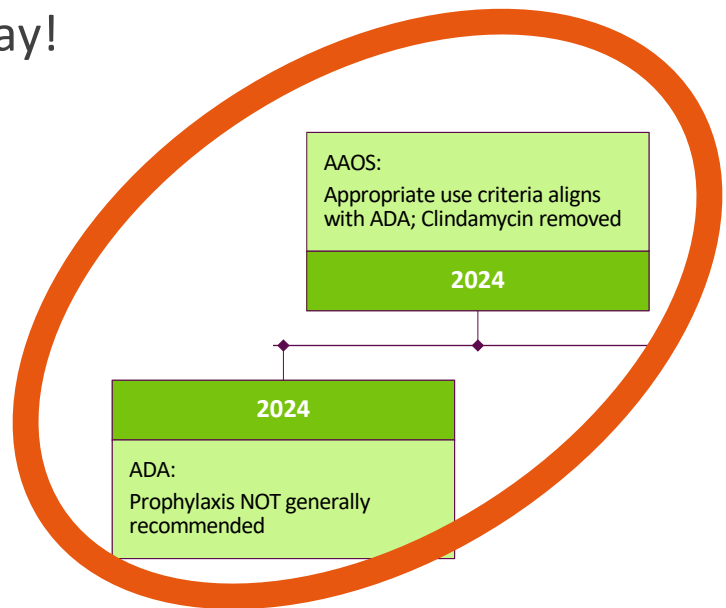 ay!
AAOS:
Appropriate use criteria aligns
with ADA; Clindamycin removed
2024
2024
ADA:
Prophylaxis NOT generally
recommended